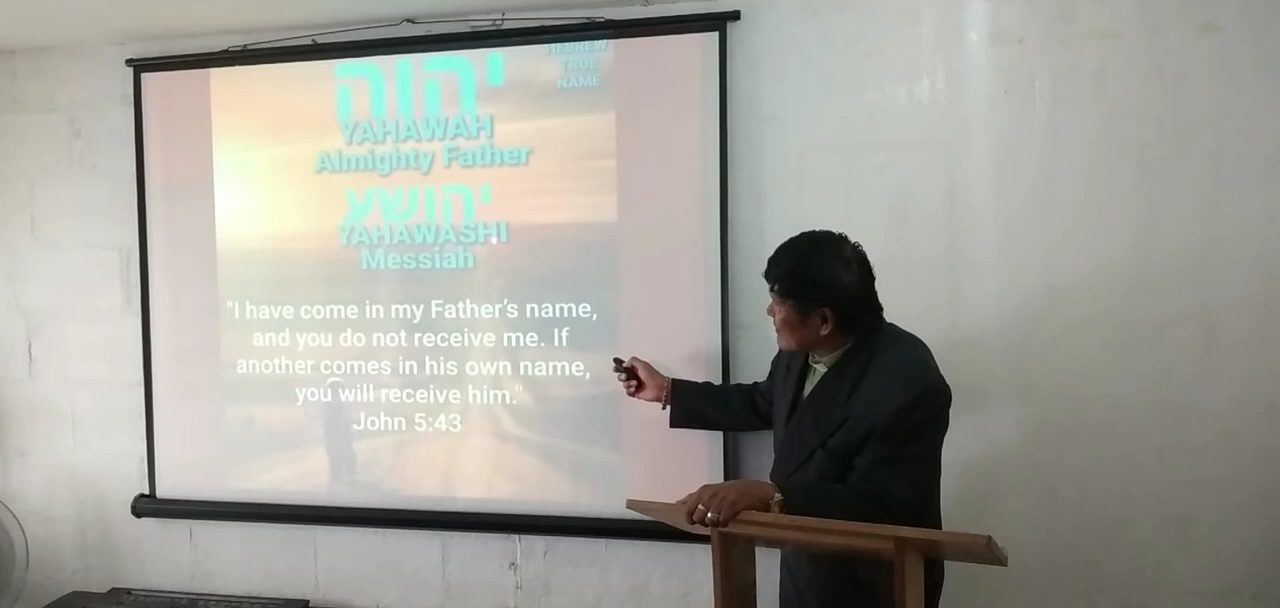 HEBREW
TRUE
NAME
יהוה
YAHAWAH
Almighty Father
יהושע
YAHAWASHI
Messiah
"I have come in my Father's name,
and you do not receive me. If
another comes in his own name,
you will receive him."
John 5:43